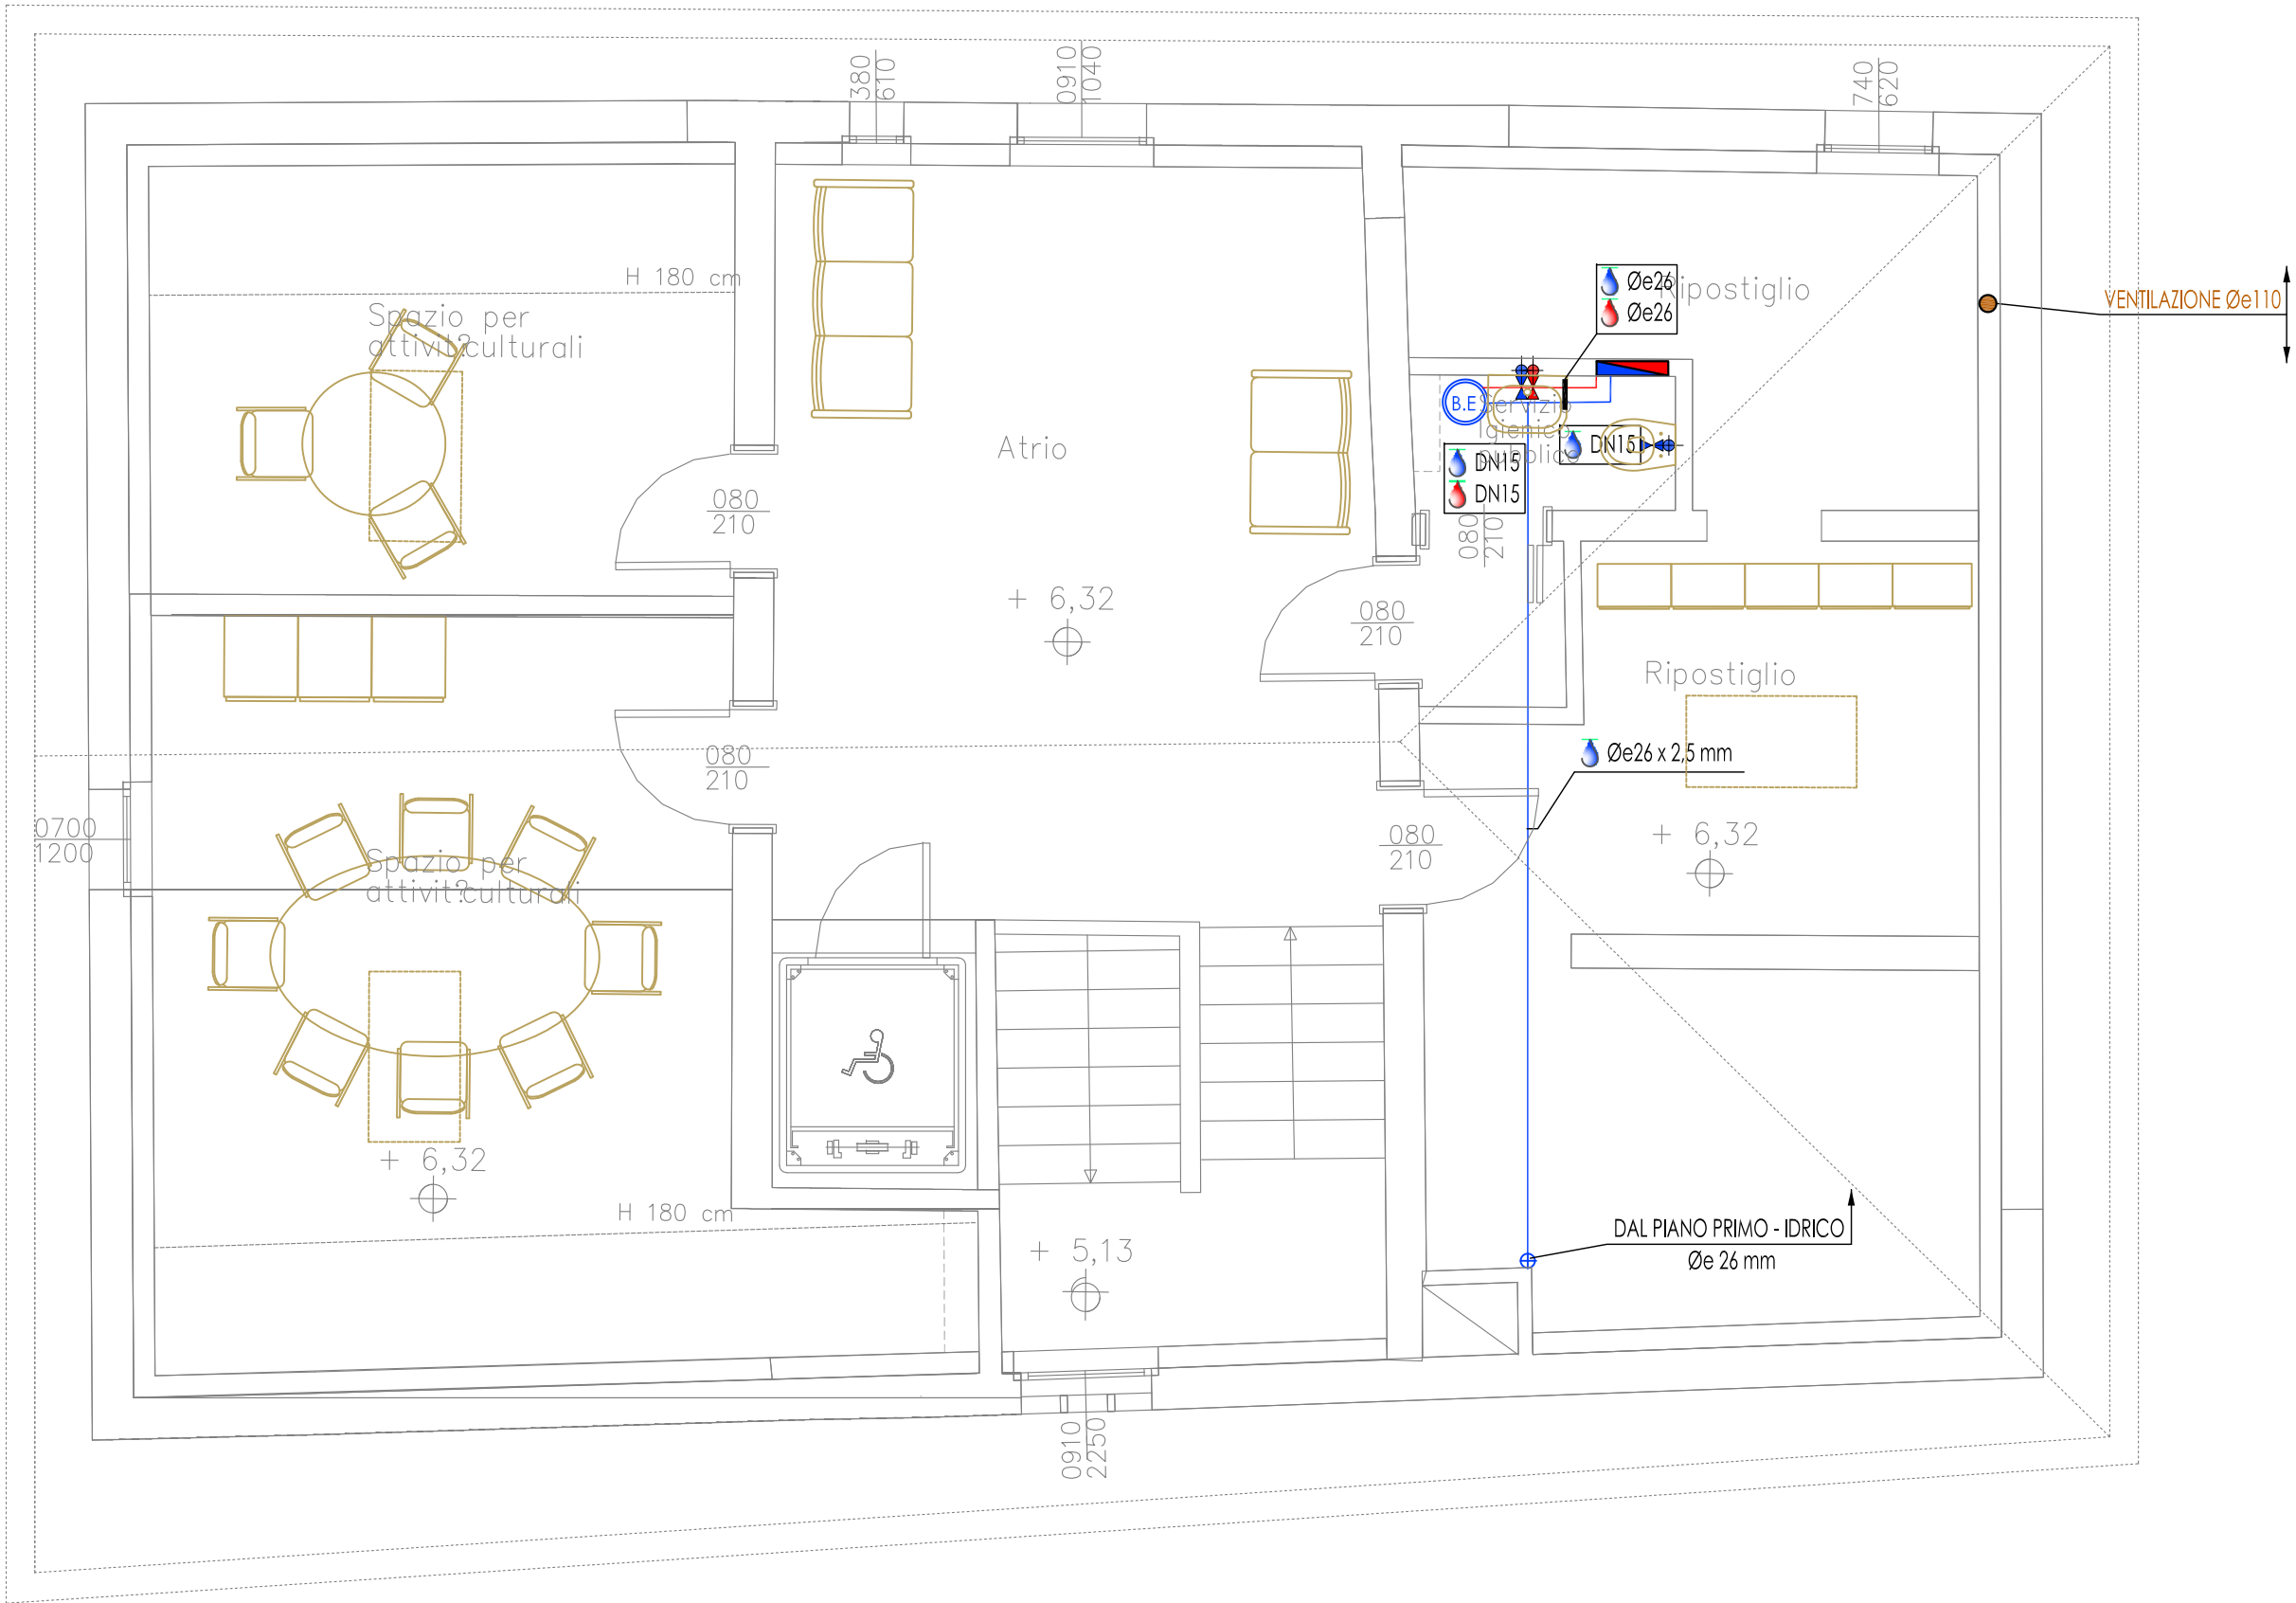 380
610
0910
1040
740
620
H 180 cm
Spazio per
attivit?culturali
Øe26
Øe26
Ripostiglio
VENTILAZIONE Øe110
B.E
Servizio
Igienico
pubblico
DN15
DN15
DN15
Atrio
080
210
080
210
+ 6,32
080
210
Ripostiglio
080
210
Øe26 x 2,5 mm
0700
1200
080
210
+ 6,32
Spazio per
attivit?culturali
+ 6,32
H 180 cm
+ 5,13
DAL PIANO PRIMO - IDRICO
Øe 26 mm
0910
2250